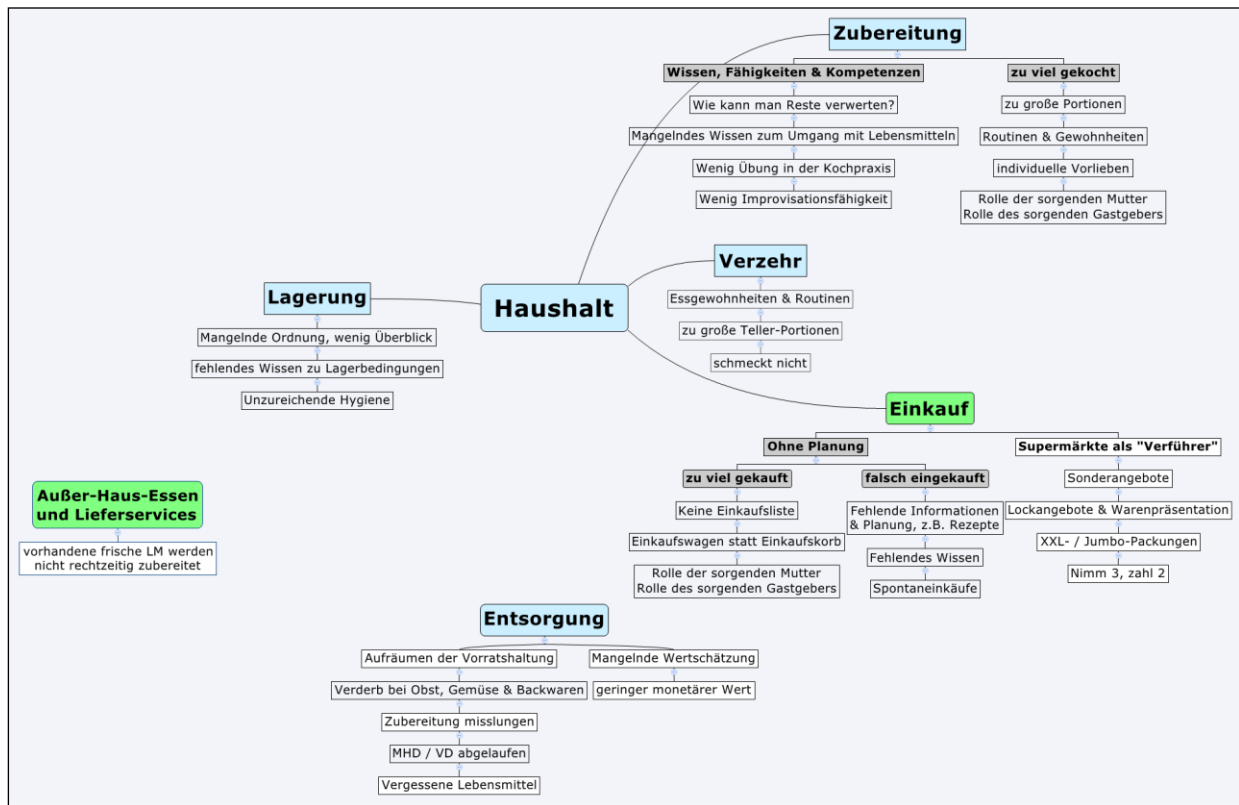 Zubereitung
Wissen, Fähigkeiten & Kompetenzen
Wie kann man Reste verwerten?
Mangelndes Wissen zum Umgang mit Lebensmitteln
Wenig Übung in der Kochpraxis
Wenig Improvisationsfähigkeit
zu viel gekocht
zu große Portionen
Routinen & Gewohnheiten
individuelle Vorlieben
Rolle der sorgenden Mutter
Rolle des sorgenden Gastgebers
Verzehr
Essgewohnheiten & Routinen
zu große Teller-Portionen
schmeckt nicht
Haushalt
Lagerung
Mangelnde Ordnung, wenig Überblick
fehlendes Wissen zu Lagerbedingungen
Unzureichende Hygiene
Einkauf
Ohne Planung
zu viel gekauft
Keine Einkaufsliste
Einkaufswagen statt Einkaufskorb
Rolle der sorgenden Mutter
Rolle des sorgenden Gastgebers
falsch eingekauft
Fehlende Informationen
& Planung, z.B. Rezepte
Fehlendes Wissen
Spontaneinkäufe
Supermärkte als "Verführer"
Sonderangebote
Lockangebote & Warenpräsentation
XXL- / Jumbo-Packungen
Nimm 3, zahl 2
Außer-Haus-Essen
und Lieferservices
vorhandene frische LM werden
nicht rechtzeitig zubereitet
Entsorgung
Aufräumen der Vorratshaltung
Verderb bei Obst, Gemüse & Backwaren
Zubereitung misslungen
MHD / VD abgelaufen
Vergessene Lebensmittel
Mangelnde Wertschätzung
geringer monetärer Wert